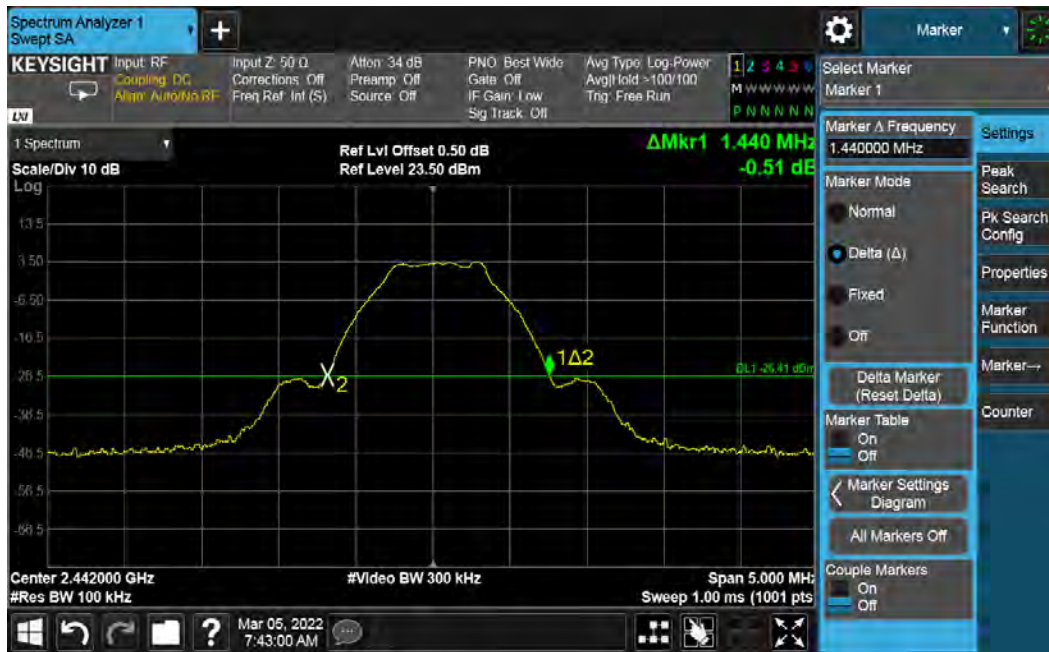 Spectrum Analyzer 1
Swept SA
+
Marker
KEYSIGHT
LXI
Input: RF
Coupling: DC
Align: Auto/No RF
Input Z: 50 Ω
Corrections: Off
Freq Ref: Int (S)
Atten: 34 dB
Preamp: Off
Source: Off
PNO: Best Wide
Gate: Off
IF Gain: Low
Sig Track: Off
Avg Type: Log-Power
Avg|Hold: >100/100
Trig: Free Run
1 2 3 4 5 6
M W W W W W
P N N N N N
Select Marker
Marker 1
1 Spectrum
Scale/Div 10 dB
Log
Ref Lvl Offset 0.50 dB
Ref Level 23.50 dBm
ΔMkr1 1.440 MHz
-0.51 dB
13.5
3.50
-6.50
-16.5
-26.5
-36.5
-46.5
-56.5
-66.5
2
1Δ2
DL1 -26.41 dBm
Center 2.442000 GHz
#Res BW 100 kHz
#Video BW 300 kHz
Span 5.000 MHz
Sweep 1.00 ms (1001 pts
Marker Δ Frequency
1.440000 MHz
Marker Mode
Normal
Delta (Δ)
Fixed
Off
Delta Marker
(Reset Delta)
Marker Table
On
Off
Marker Settings
Diagram
All Markers Off
Couple Markers
On
Off
Settings
Peak
Search
Pk Search
Config
Properties
Marker
Function
Marker→
Counter
?
Mar 05, 2022
7:43:00 AM